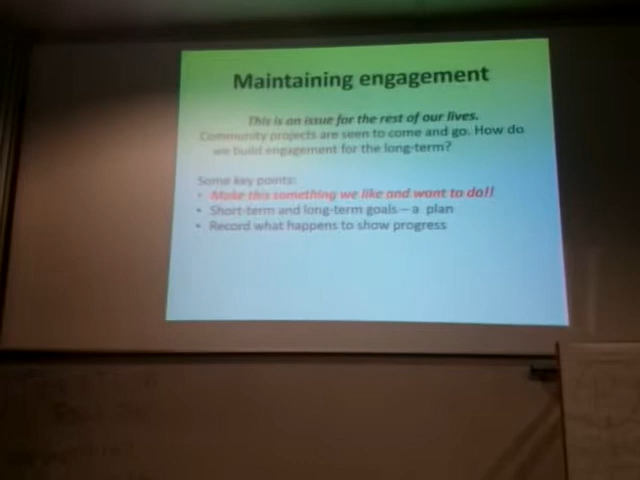 Maintaining engagement
This is an issue for the rest of our lives.
Community projects are seen to come and go. How do
we build engagement for the long-term?
Some key points:
• Make this something we like and want to do!!
• Short-term and long-term goals – a plan
• Record what happens to show progress